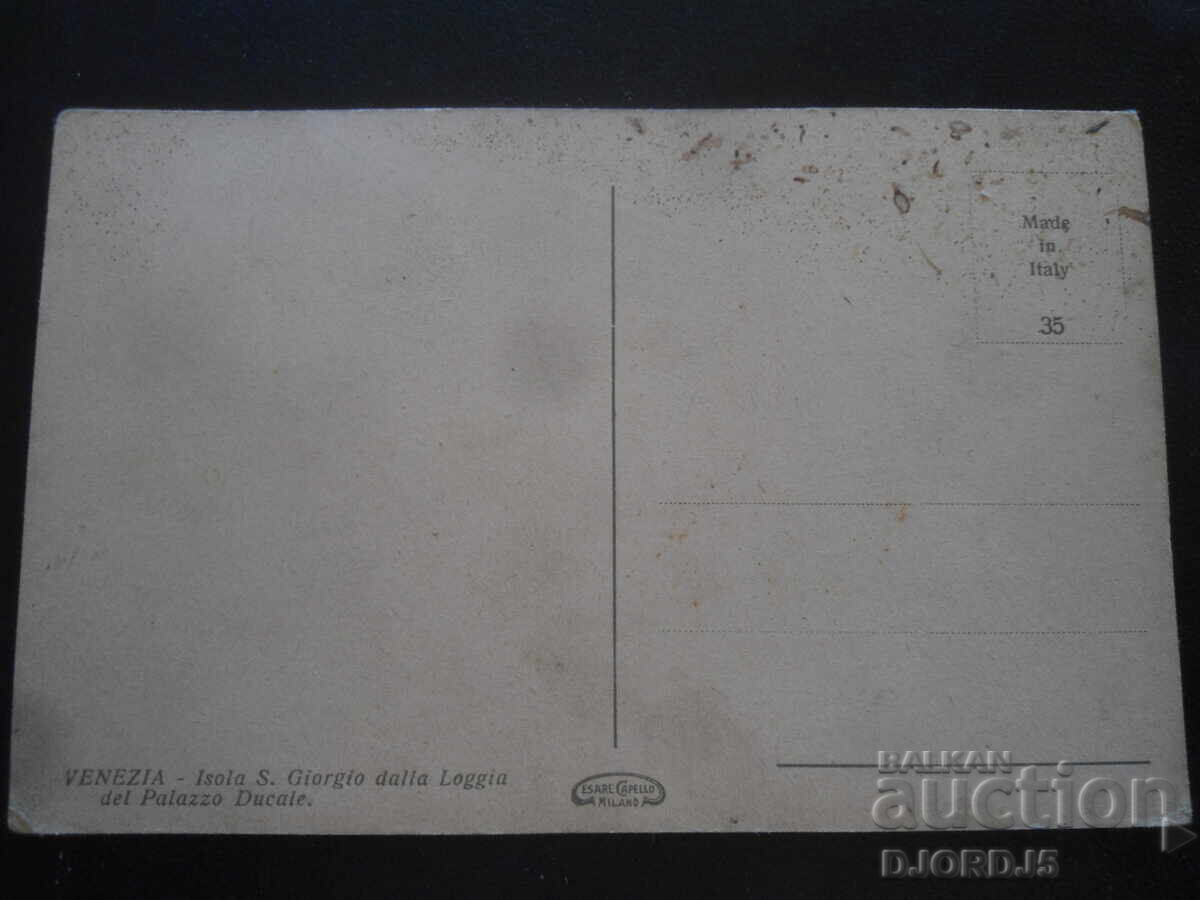 Made
in
Italy
35
VENEZIA - Isola S. Giorgio dalla Loggia
del Palazzo Ducale.
CESARE CAPELLO
MILANO
BALKAN
auction
DJORDJ5